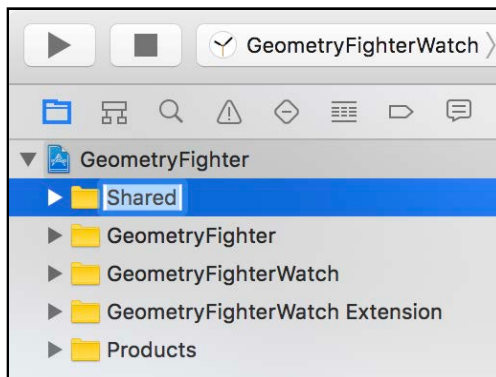 GeometryFighterWatch
GeometryFighter
Shared
GeometryFighter
GeometryFighterWatch
GeometryFighterWatch Extension
Products